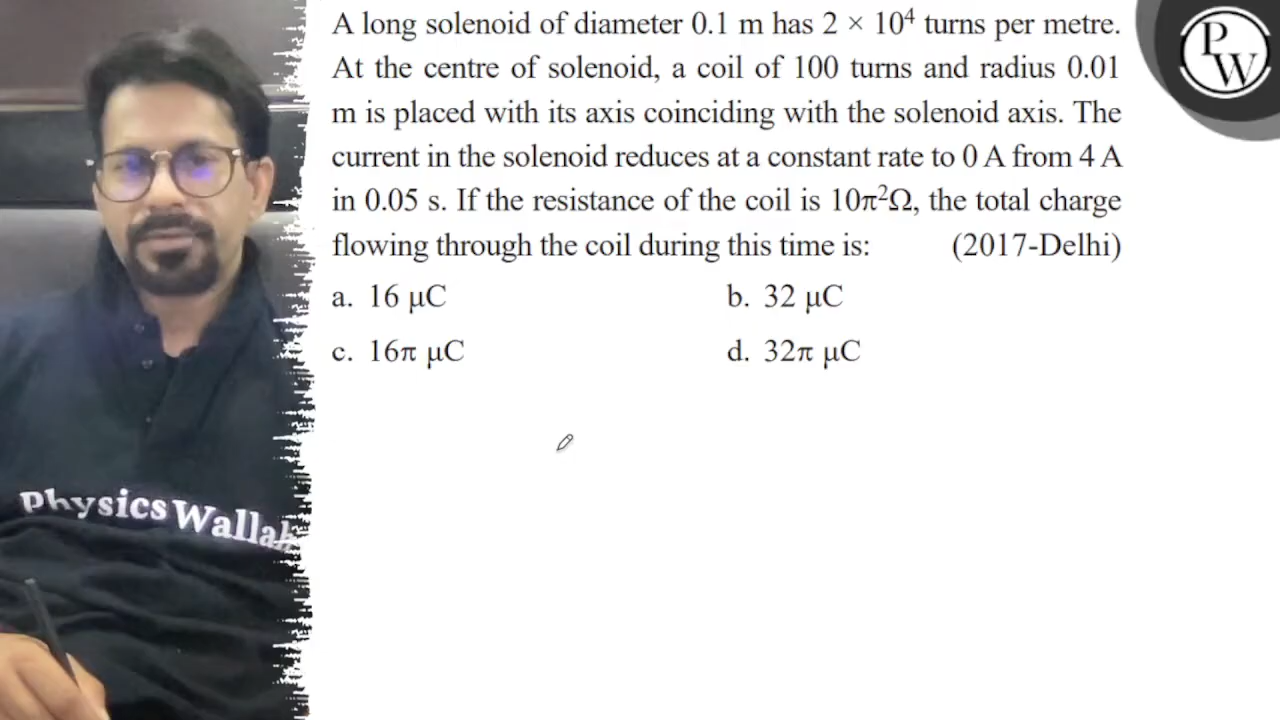 A long solenoid of diameter 0.1 m has 2 × 10⁴ turns per metre.
At the centre of solenoid, a coil of 100 turns and radius 0.01
m is placed with its axis coinciding with the solenoid axis. The
current in the solenoid reduces at a constant rate to 0 A from 4 A
in 0.05 s. If the resistance of the coil is 10π²Ω, the total charge
flowing through the coil during this time is: (2017-Delhi)
a. 16 μC b. 32 μC
c. 16π μC d. 32π μC
PW
Physics Wallah